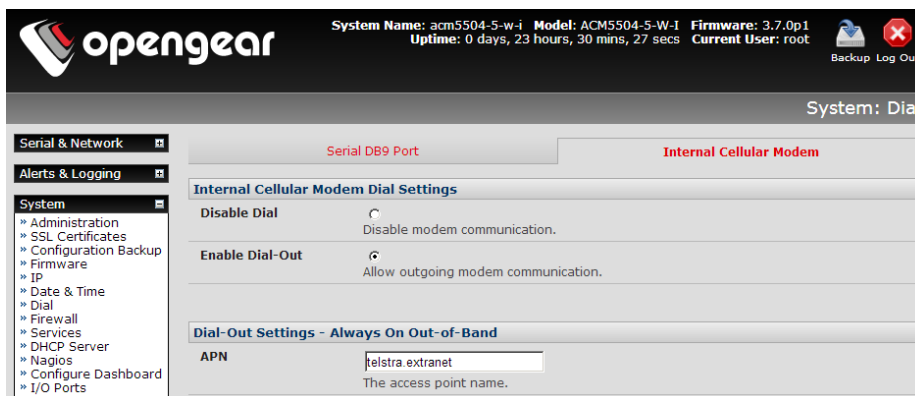 opengear
System Name: acm5504-5-w-i Model: ACM5504-5-W-I Firmware: 3.7.0p1
Uptime: 0 days, 23 hours, 30 mins, 27 secs Current User: root
Backup Log Ou
System: Dia
Serial & Network
Alerts & Logging
System
» Administration
» SSL Certificates
» Configuration Backup
» Firmware
» IP
» Date & Time
» Dial
» Firewall
» Services
» DHCP Server
» Nagios
» Configure Dashboard
» I/O Ports
Serial DB9 Port
Internal Cellular Modem
Internal Cellular Modem Dial Settings
Disable Dial
Disable modem communication.
Enable Dial-Out
Allow outgoing modem communication.
Dial-Out Settings - Always On Out-of-Band
APN
telstra.extranet
The access point name.